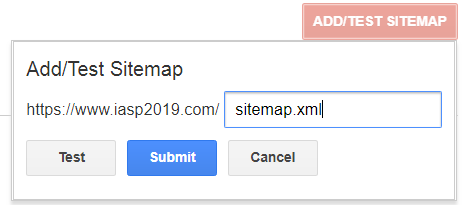 ADD/TEST SITEMAP
Add/Test Sitemap
https://www.iasp2019.com/ sitemap.xml
Test Submit Cancel